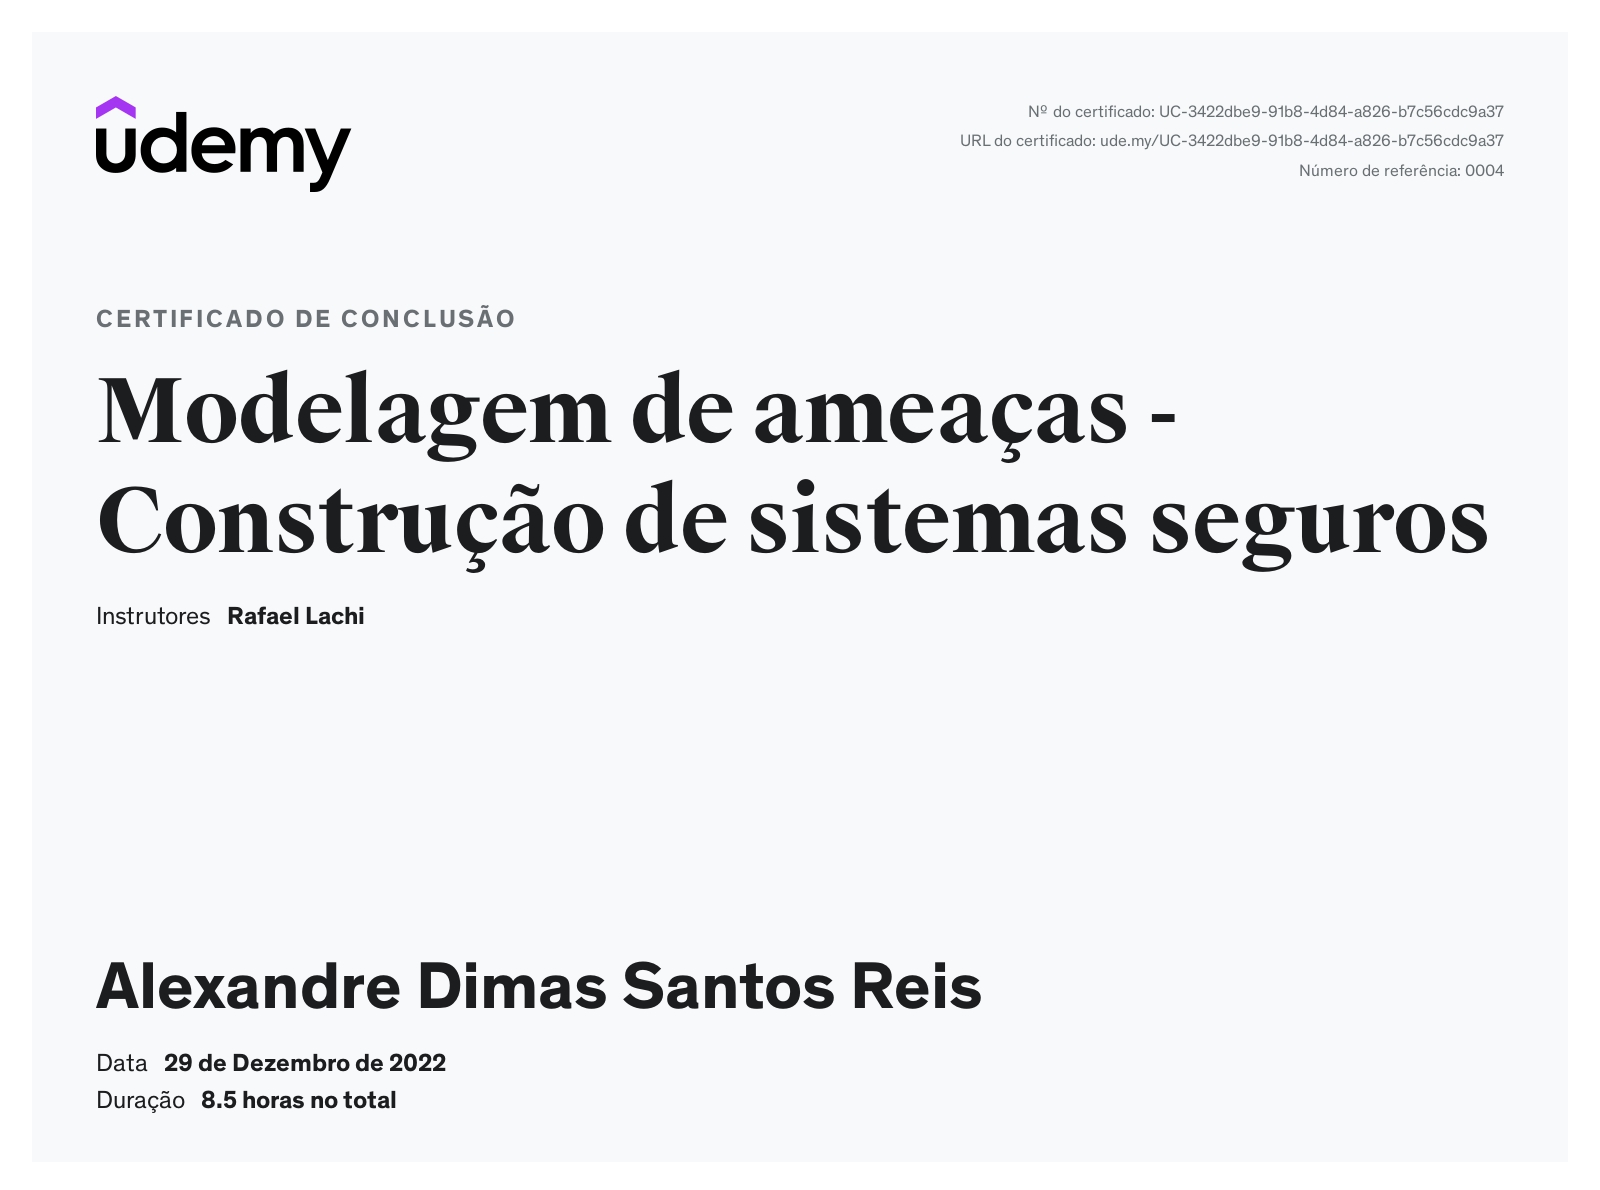 udemy
Nº do certificado: UC-3422dbe9-91b8-4d84-a826-b7c56cdc9a37
URL do certificado: ude.my/UC-3422dbe9-91b8-4d84-a826-b7c56cdc9a37
Número de referência: 0004
CERTIFICADO DE CONCLUSÃO
Modelagem de ameaças -
Construção de sistemas seguros
Instrutores Rafael Lachi
Alexandre Dimas Santos Reis
Data 29 de Dezembro de 2022
Duração 8.5 horas no total